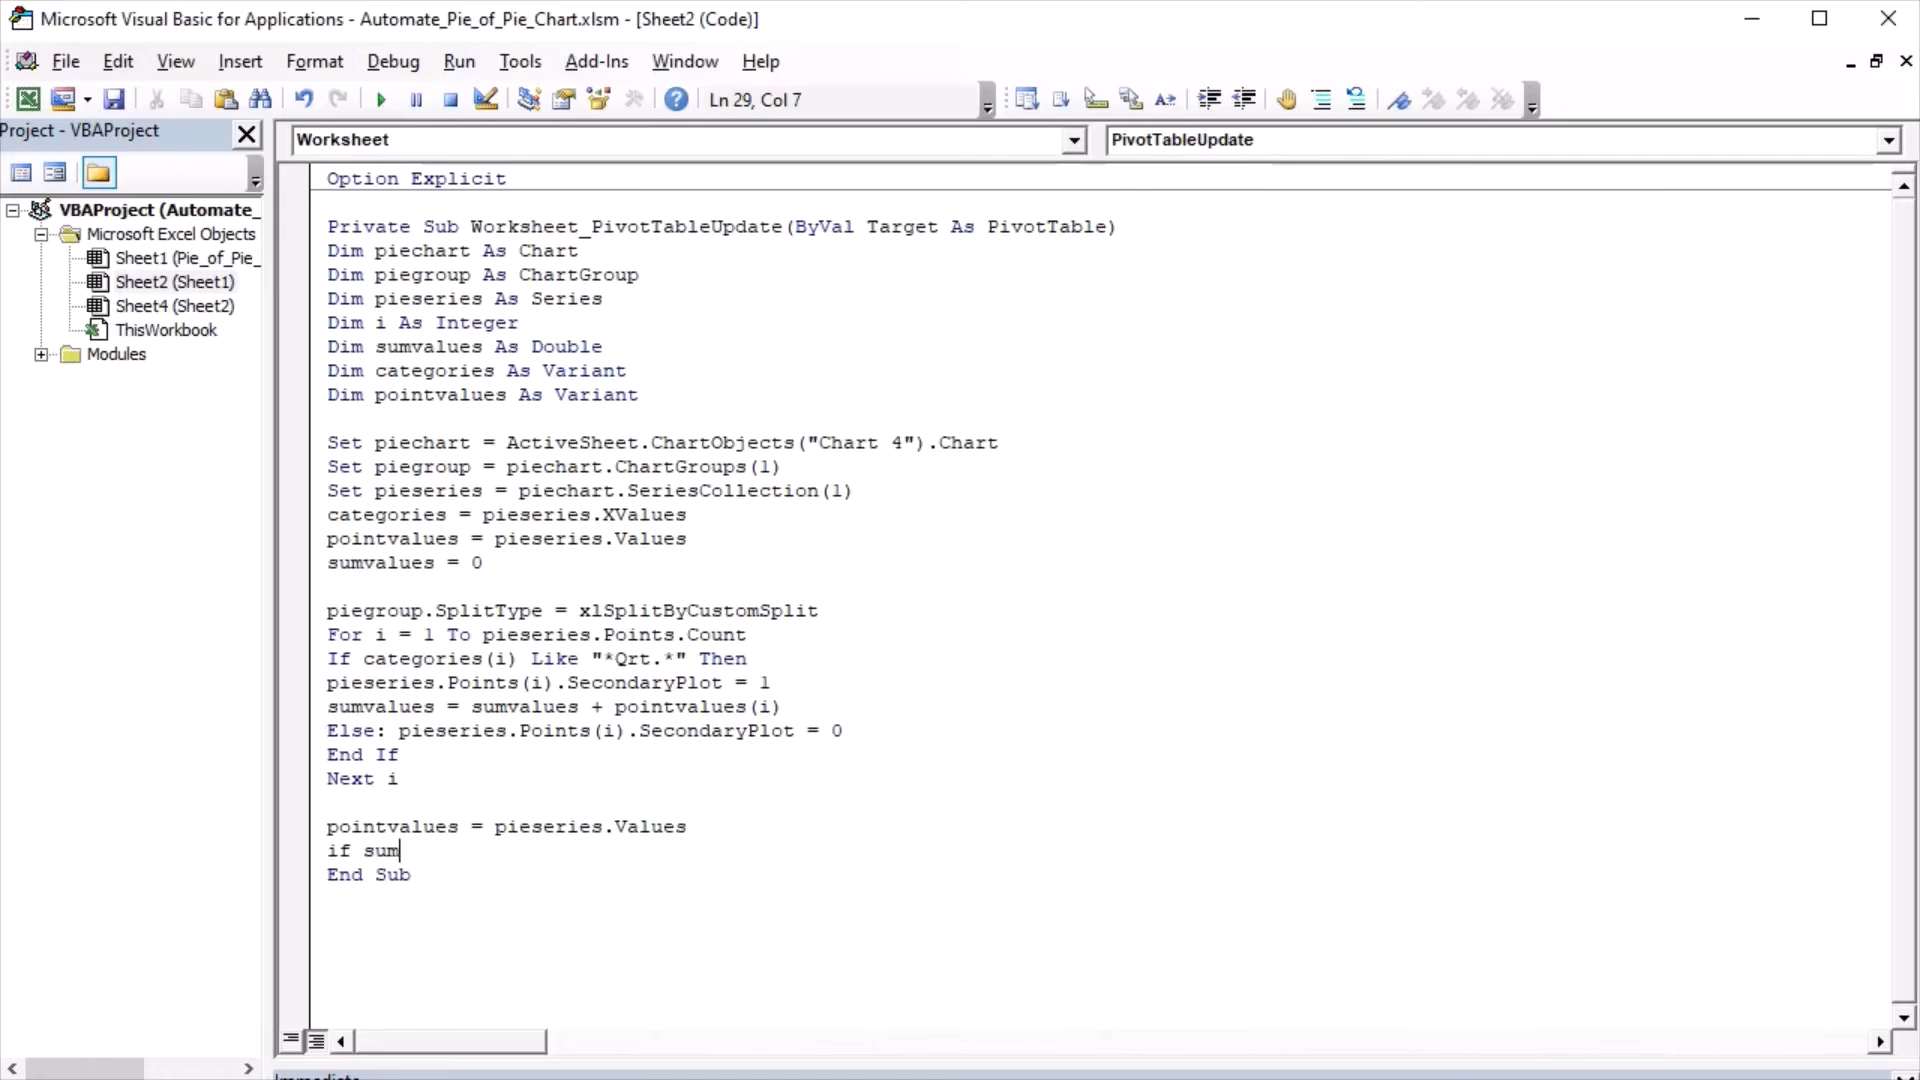 Microsoft Visual Basic for Applications - Automate_Pie_of_Pie_Chart.xlsm - [Sheet2 (Code)]
File Edit View Insert Format Debug Run Tools Add-Ins Window Help
Ln 29, Col 7
Project - VBAProject
Worksheet
PivotTableUpdate
VBAProject (Automate_
Microsoft Excel Objects
Sheet1 (Pie_of_Pie_
Sheet2 (Sheet1)
Sheet4 (Sheet2)
ThisWorkbook
Modules
Option Explicit
Private Sub Worksheet_PivotTableUpdate(ByVal Target As PivotTable)
Dim piechart As Chart
Dim piegroup As ChartGroup
Dim pieseries As Series
Dim i As Integer
Dim sumvalues As Double
Dim categories As Variant
Dim pointvalues As Variant
Set piechart = ActiveSheet.ChartObjects("Chart 4").Chart
Set piegroup = piechart.ChartGroups(1)
Set pieseries = piechart.SeriesCollection(1)
categories = pieseries.XValues
pointvalues = pieseries.Values
sumvalues = 0
piegroup.SplitType = xlSplitByCustomSplit
For i = 1 To pieseries.Points.Count
If categories(i) Like "*Qrt.*" Then
pieseries.Points(i).SecondaryPlot = 1
sumvalues = sumvalues + pointvalues(i)
Else: pieseries.Points(i).SecondaryPlot = 0
End If
Next i
pointvalues = pieseries.Values
if sum
End Sub
Immediate